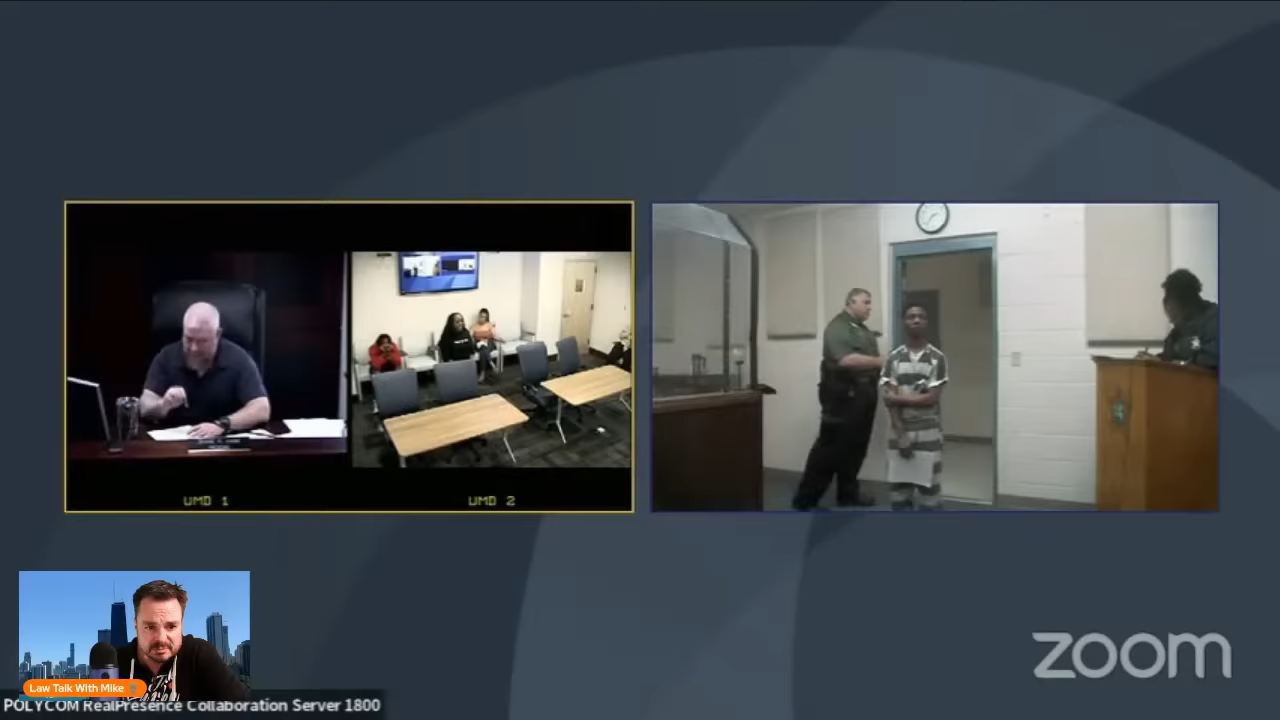 UMD 1
UMD 2
zoom
Law Talk With Mike
POLYCOM RealPresence Collaboration Server 1800